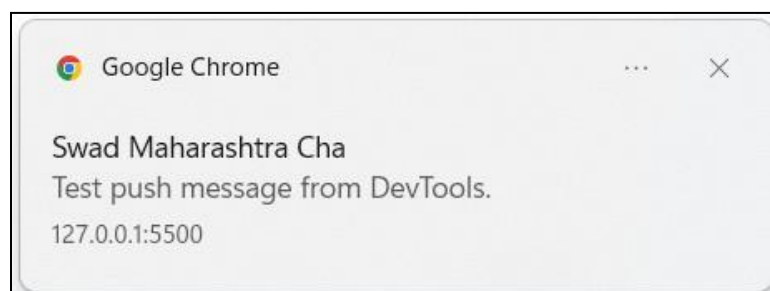 Google Chrome
Swad Maharashtra Cha
Test push message from DevTools.
127.0.0.1:5500